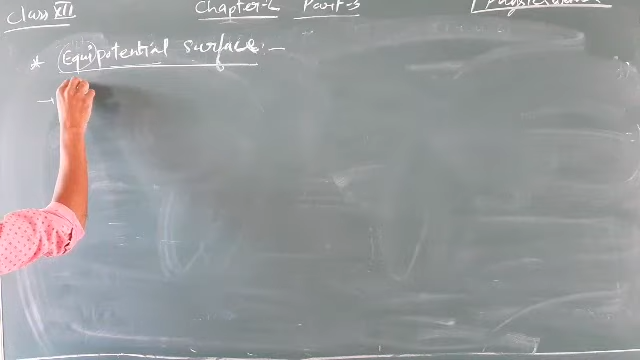 Class XII
Chapter-2 Part-3
* Equipotential surface :-
→